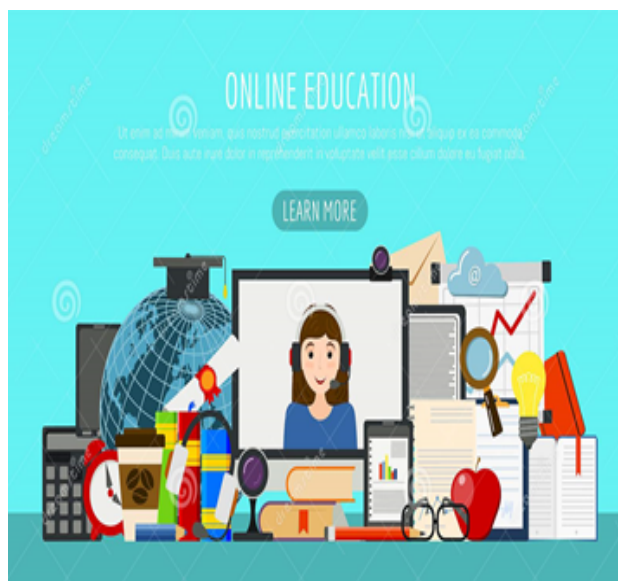 ONLINE EDUCATION
Ut enim ad minim veniam, quis nostrud exercitation ullamco laboris nisi ut aliquip ex ea commodo
consequat. Duis aute irure dolor in reprehenderit in voluptate velit esse cillum dolore eu fugiat nulla.
LEARN MORE
@
dreamstime